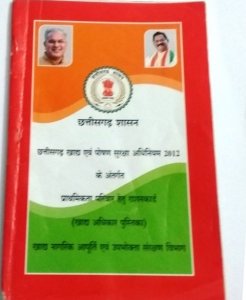 छत्तीसगढ़ शासन
छत्तीसगढ़ खाद्य एवं पोषण सुरक्षा अधिनियम 2012
के अंतर्गत
प्राथमिकता परिवार हेतु राशनकार्ड
(खाद्य अधिकार पुस्तिका)
खाद्य नागरिक आपूर्ति एवं उपभोक्ता संरक्षण विभाग